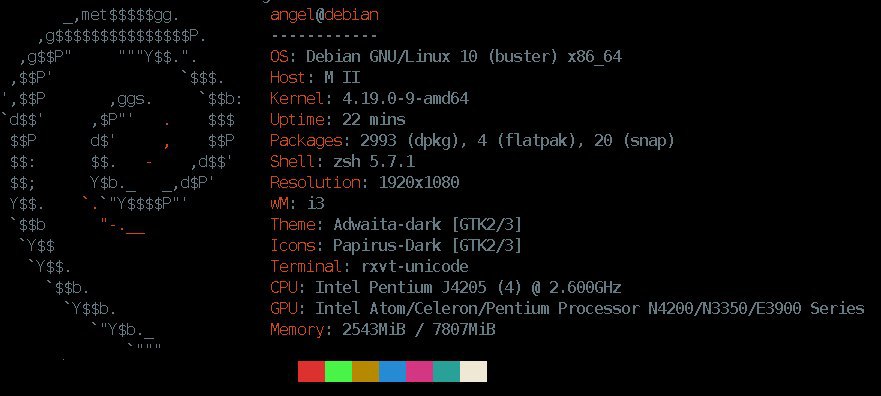 _,met$$$$$gg.
,g$$$$$$$$$$$$$$$P.
,g$$P"     """Y$$.".
,$$P'              `$$$.
',$$P       ,ggs.     `$$b:
`d$$'     ,$P"'   .    $$$
$$P      d$'     ,    $$P
$$:      $$.   -    ,d$$'
$$;      Y$b._   _,d$P'
Y$$.    `.`"Y$$$$P"'
`$$b      "-.__
`Y$$
`Y$$.
`$$b.
`Y$$b.
`"Y$b._
`"""
angel@debian
------------
OS: Debian GNU/Linux 10 (buster) x86_64
Host: M II
Kernel: 4.19.0-9-amd64
Uptime: 22 mins
Packages: 2993 (dpkg), 4 (flatpak), 20 (snap)
Shell: zsh 5.7.1
Resolution: 1920x1080
WM: i3
Theme: Adwaita-dark [GTK2/3]
Icons: Papirus-Dark [GTK2/3]
Terminal: rxvt-unicode
CPU: Intel Pentium J4205 (4) @ 2.600GHz
GPU: Intel Atom/Celeron/Pentium Processor N4200/N3350/E3900 Series
Memory: 2543MiB / 7807MiB